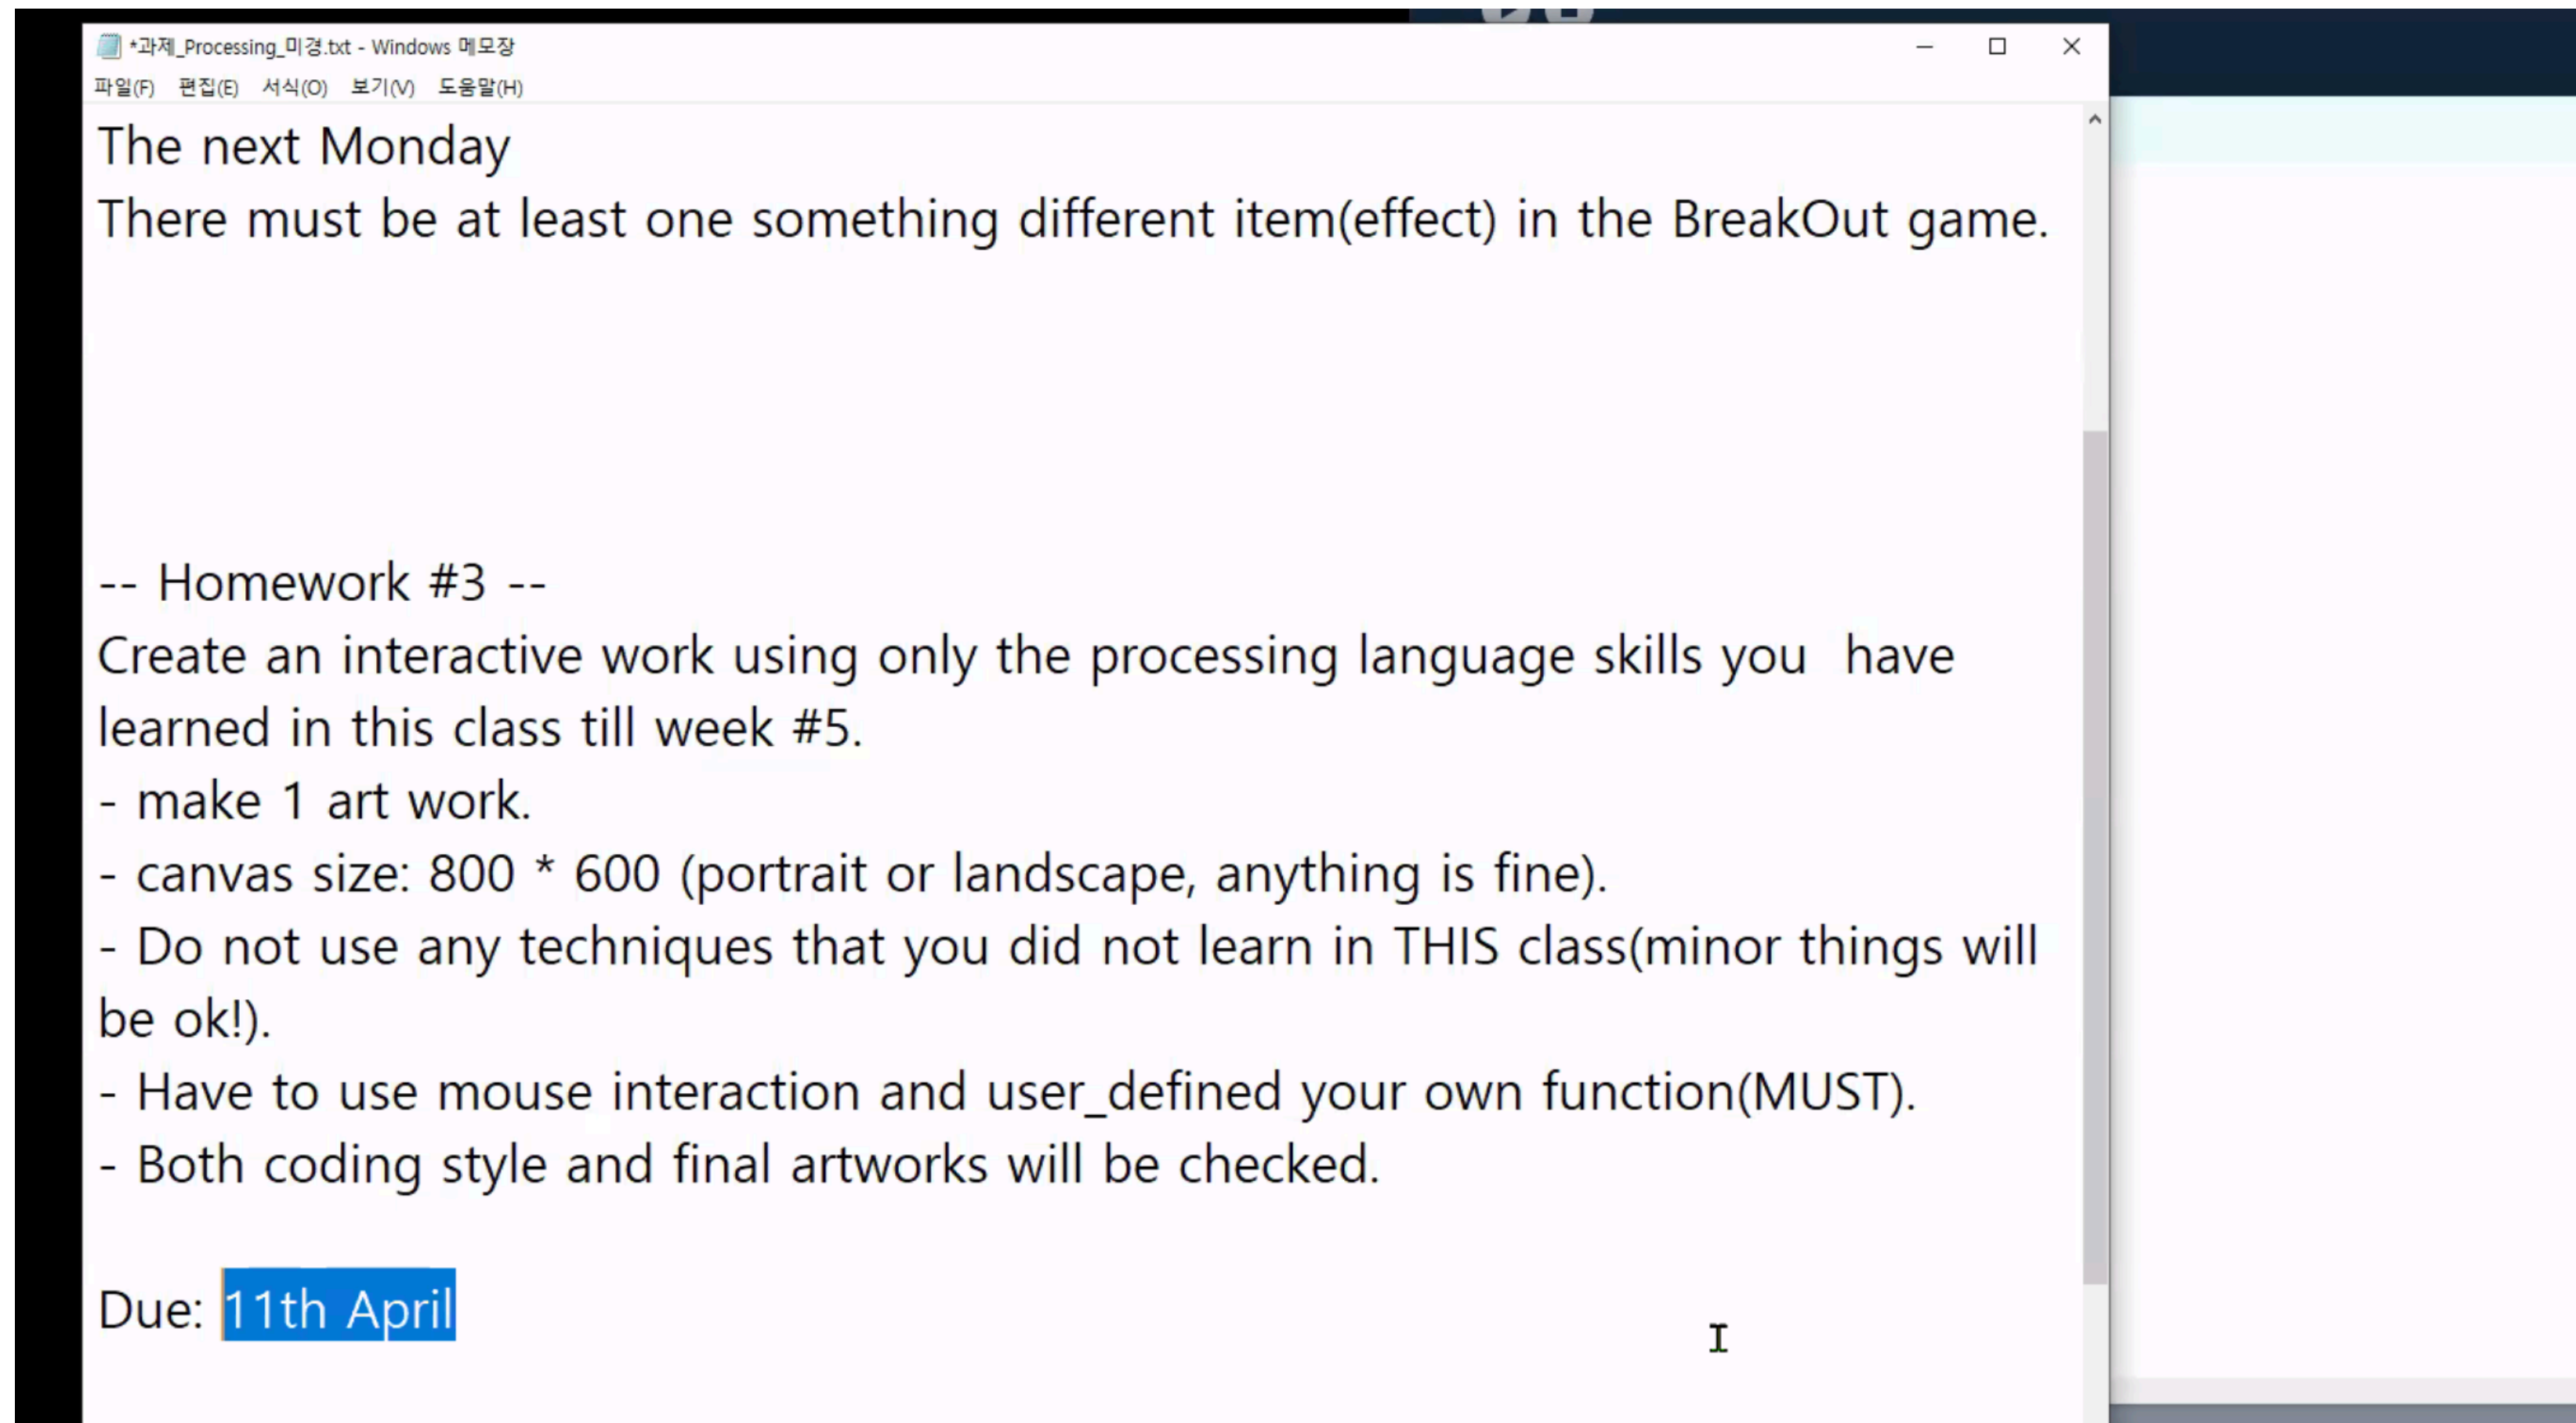 *과제_Processing_미경.txt - Windows 메모장
파일(F) 편집(E) 서식(O) 보기(V) 도움말(H)
The next Monday
There must be at least one something different item(effect) in the BreakOut game.
-- Homework #3 --
Create an interactive work using only the processing language skills you  have
learned in this class till week #5.
- make 1 art work.
- canvas size: 800 * 600 (portrait or landscape, anything is fine).
- Do not use any techniques that you did not learn in THIS class(minor things will
be ok!).
- Have to use mouse interaction and user_defined your own function(MUST).
- Both coding style and final artworks will be checked.
Due: 11th April